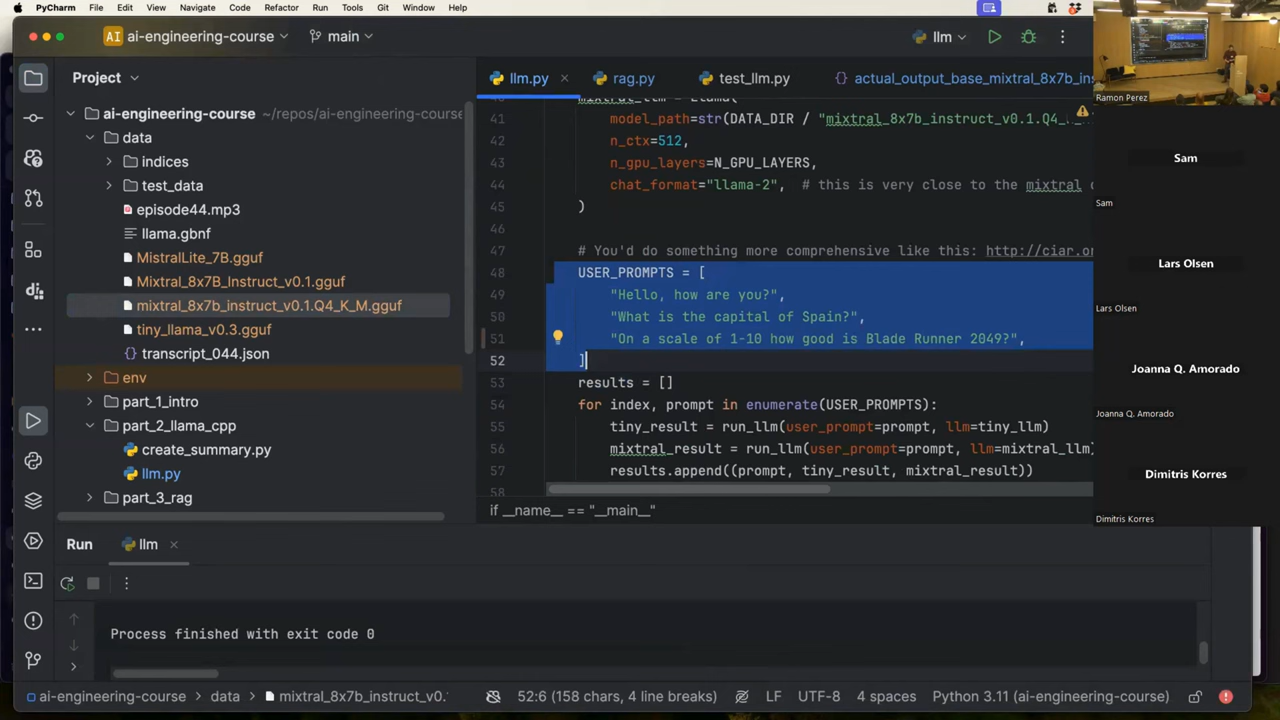 PyCharm File Edit View Navigate Code Refactor Run Tools Git Window Help
AI ai-engineering-course main llm
Project
ai-engineering-course ~/repos/ai-engineering-course
data
indices
test_data
episode44.mp3
llama.gbnf
MistralLite_7B.gguf
Mixtral_8x7B_Instruct_v0.1.gguf
mixtral_8x7b_instruct_v0.1.Q4_K_M.gguf
tiny_llama_v0.3.gguf
transcript_044.json
env
part_1_intro
part_2_llama_cpp
create_summary.py
llm.py
part_3_rag
llm.py rag.py test_llm.py actual_output_base_mixtral_8x7b_ins
mixtral_llm = Llama(
41 model_path=str(DATA_DIR / "mixtral_8x7b_instruct_v0.1.Q4_K_
42 n_ctx=512,
43 n_gpu_layers=N_GPU_LAYERS,
44 chat_format="llama-2", # this is very close to the mixtral
45 )
46
47 # You'd do something more comprehensive like this: http://ciar.or
48 USER_PROMPTS = [
49 "Hello, how are you?",
50 "What is the capital of Spain?",
51 "On a scale of 1-10 how good is Blade Runner 2049?",
52 ]
53 results = []
54 for index, prompt in enumerate(USER_PROMPTS):
55 tiny_result = run_llm(user_prompt=prompt, llm=tiny_llm)
56 mixtral_result = run_llm(user_prompt=prompt, llm=mixtral_llm)
57 results.append((prompt, tiny_result, mixtral_result))
58
if __name__ == "__main__"
Run llm
Process finished with exit code 0
ai-engineering-course data mixtral_8x7b_instruct_v0. 52:6 (158 chars, 4 line breaks) LF UTF-8 4 spaces Python 3.11 (ai-engineering-course)
Ramon Perez
Sam
Sam
Lars Olsen
Lars Olsen
Joanna Q. Amorado
Joanna Q. Amorado
Dimitris Korres
Dimitris Korres